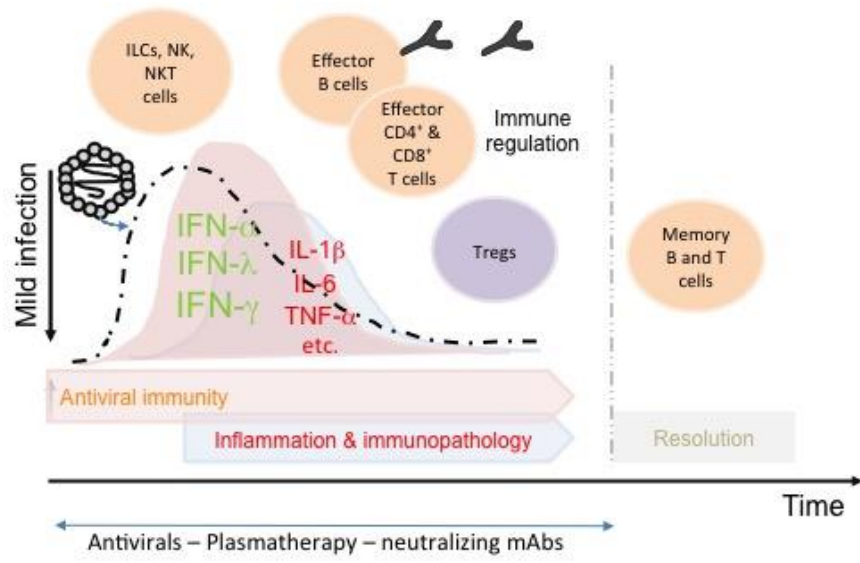 ILCs, NK,
NKT
cells
Effector
B cells
Effector
CD4⁺ &
CD8⁺
T cells
Immune
regulation
Mild infection
IFN-α
IFN-λ
IFN-γ
IL-1β
IL-6
TNF-α
etc.
Tregs
Memory
B and T
cells
Antiviral immunity
Inflammation & immunopathology
Resolution
Time
Antivirals – Plasmatherapy – neutralizing mAbs